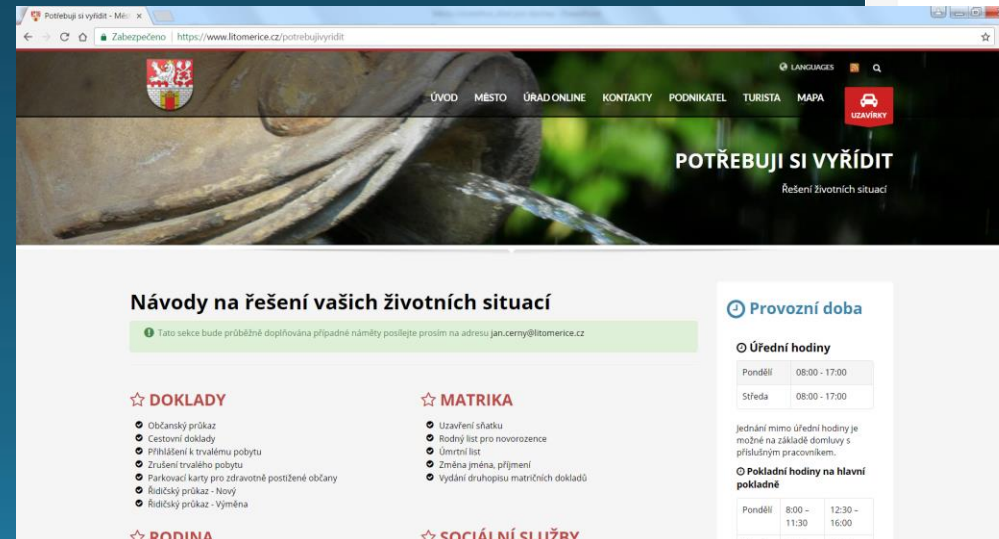 Potřebuji si vyřídit - Měs
Zabezpečeno | https://www.litomerice.cz/potrebujivyridit
LANGUAGES
ÚVOD MĚSTO ÚŘAD ONLINE KONTAKTY PODNIKATEL TURISTA MAPA
UZAVÍRKY
POTŘEBUJI SI VYŘÍDIT
Řešení životních situací
Návody na řešení vašich životních situací
Tato sekce bude průběžně doplňována případné náměty posílejte prosím na adresu jan.cerny@litomerice.cz
DOKLADY
Občanský průkaz
Cestovní doklady
Přihlášení k trvalému pobytu
Zrušení trvalého pobytu
Parkovací karty pro zdravotně postižené občany
Řidičský průkaz - Nový
Řidičský průkaz - Výměna
RODINA
MATRIKA
Uzavření sňatku
Rodný list pro novorozence
Úmrtní list
Změna jména, příjmení
Vydání druhopisu matričních dokladů
SOCIÁLNÍ SLUŽBY
Provozní doba
Úřední hodiny
Pondělí 08:00 - 17:00
Středa 08:00 - 17:00
Jednání mimo úřední hodiny je
možné na základě domluvy s
příslušným pracovníkem.
Pokladní hodiny na hlavní
pokladně
Pondělí 8:00 – 12:30 –
11:30 16:00